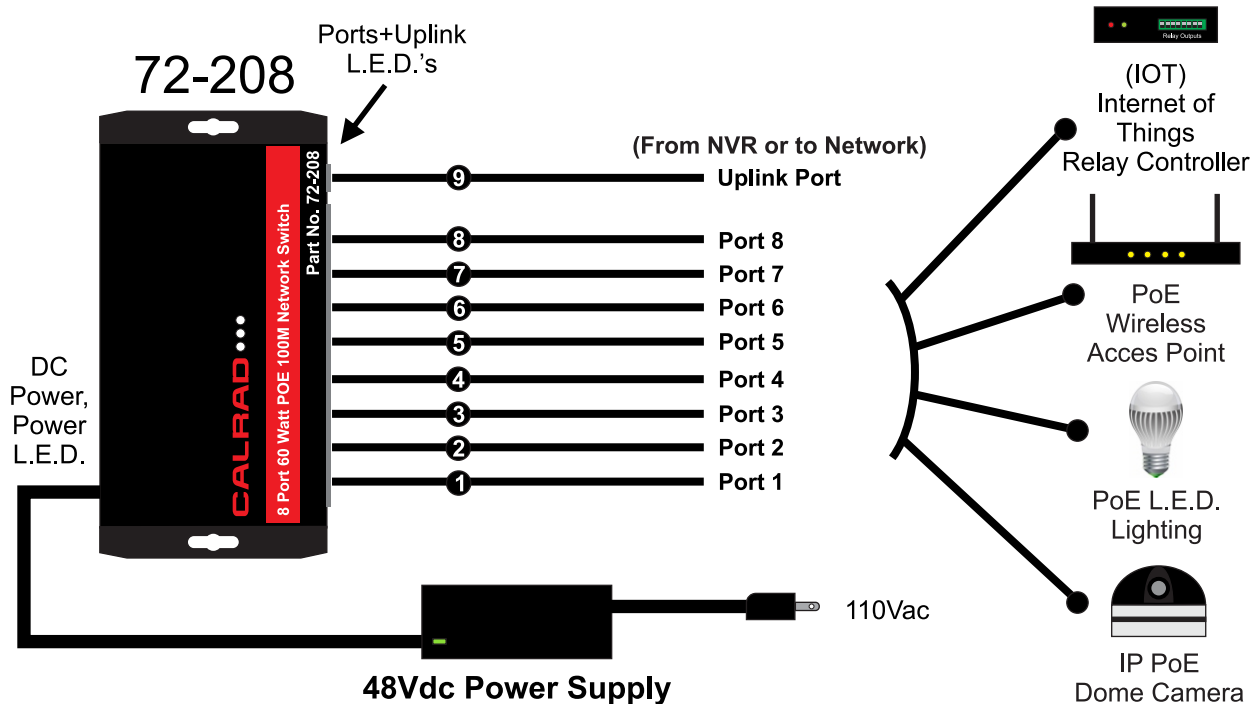 72-208
Ports+Uplink
L.E.D.'s
Part No. 72-208
8 Port 60 Watt POE 100M Network Switch
CALRAD
DC
Power,
Power
L.E.D.
(From NVR or to Network)
9
Uplink Port
8
Port 8
7
Port 7
6
Port 6
5
Port 5
4
Port 4
3
Port 3
2
Port 2
1
Port 1
110Vac
48Vdc Power Supply
Relay Outputs
(IOT)
Internet of
Things
Relay Controller
PoE
Wireless
Acces Point
PoE L.E.D.
Lighting
IP PoE
Dome Camera